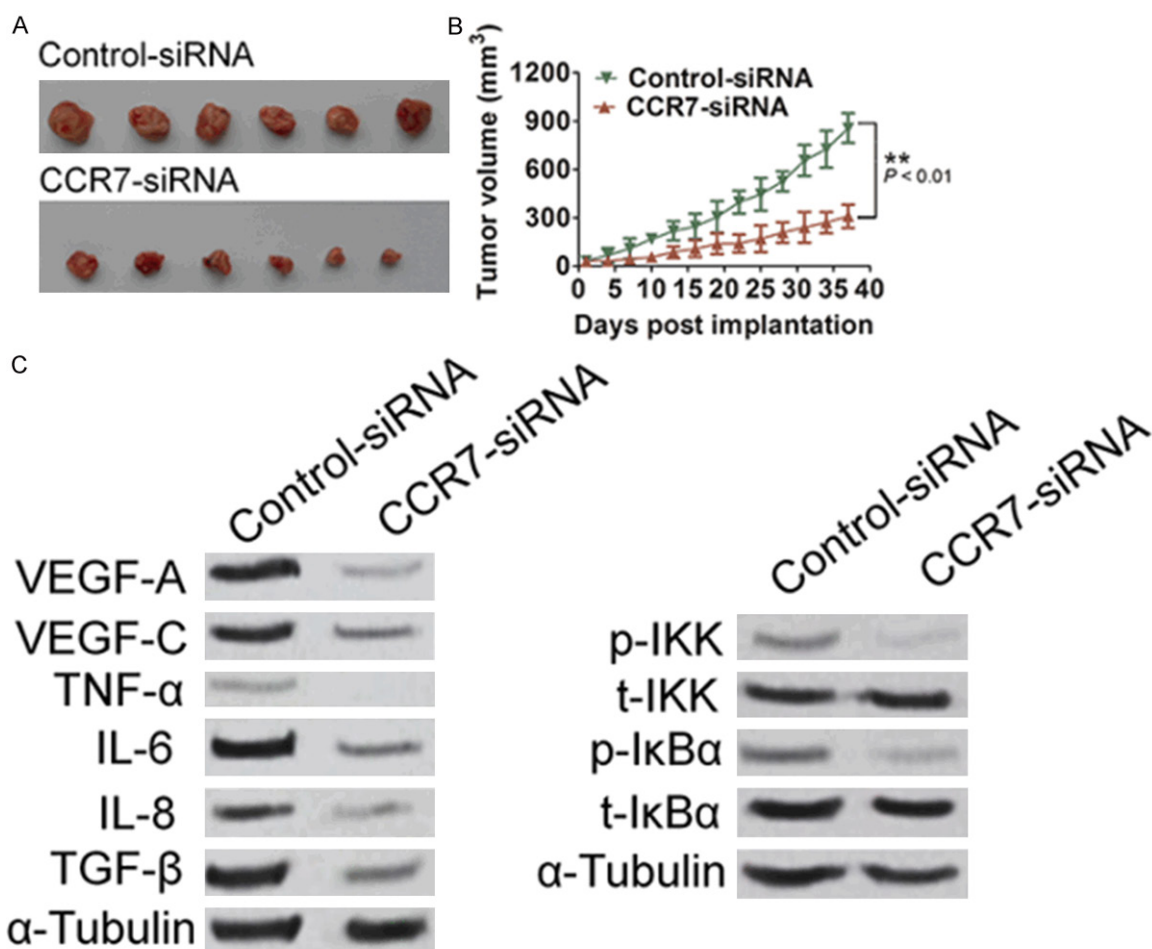 A
Control-siRNA
CCR7-siRNA
B
Tumor volume (mm³)
1200
900
600
300
0
0 5 10 15 20 25 30 35 40
Days post implantation
Control-siRNA
CCR7-siRNA
**
P < 0.01
C
Control-siRNA
CCR7-siRNA
VEGF-A
VEGF-C
TNF-α
IL-6
IL-8
TGF-β
α-Tubulin
Control-siRNA
CCR7-siRNA
p-IKK
t-IKK
p-IκBα
t-IκBα
α-Tubulin